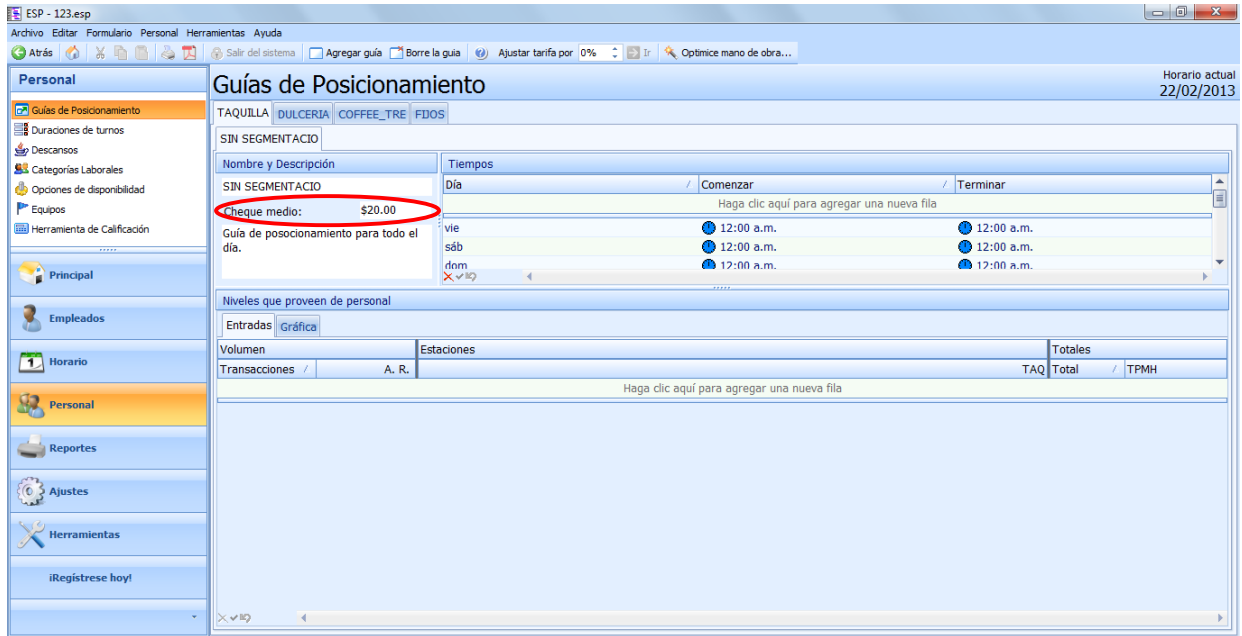 ESP - 123.esp
Archivo Editar Formulario Personal Herramientas Ayuda
Atrás Salir del sistema Agregar guía Borre la guia Ajustar tarifa por 0% Ir Optimice mano de obra...
Personal
Guías de Posicionamiento
Duraciones de turnos
Descansos
Categorías Laborales
Opciones de disponibilidad
Equipos
Herramienta de Calificación
Principal
Empleados
Horario
Personal
Reportes
Ajustes
Herramientas
¡Regístrese hoy!
Guías de Posicionamiento
Horario actual
22/02/2013
TAQUILLA DULCERIA COFFEE_TRE FIJOS
SIN SEGMENTACIO
Nombre y Descripción
SIN SEGMENTACIO
Cheque medio: $20.00
Guía de posocionamiento para todo el
día.
Tiempos
Día Comenzar Terminar
Haga clic aquí para agregar una nueva fila
vie 12:00 a.m. 12:00 a.m.
sáb 12:00 a.m. 12:00 a.m.
dom 12:00 a.m. 12:00 a.m.
Niveles que proveen de personal
Entradas Gráfica
Volumen Estaciones Totales
Transacciones A. R. TAQ Total TPMH
Haga clic aquí para agregar una nueva fila